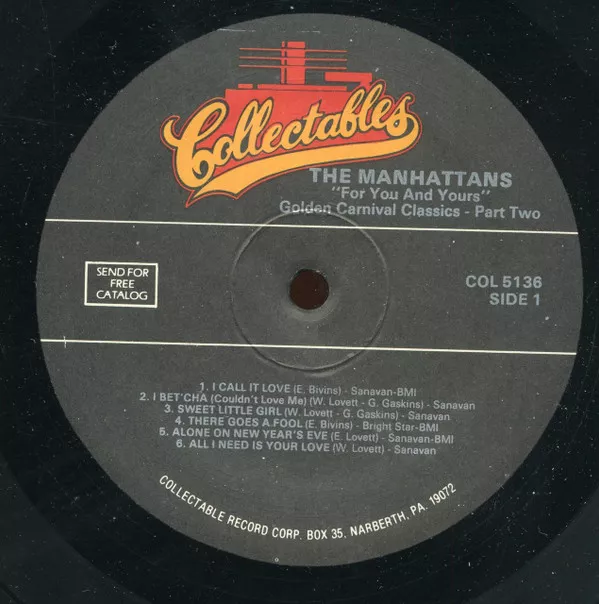 Collectables
THE MANHATTANS
"For You And Yours"
Golden Carnival Classics - Part Two
SEND FOR
FREE
CATALOG
COL 5136
SIDE 1
1. I CALL IT LOVE (E. Bivins) - Sanavan-BMI
2. I BET'CHA (Couldn't Love Me) (W. Lovett - G. Gaskins) - Sanavan
3. SWEET LITTLE GIRL (W. Lovett - G. Gaskins) - Sanavan
4. THERE GOES A FOOL (E. Bivins) - Bright Star-BMI
5. ALONE ON NEW YEAR'S EVE (E. Lovett) - Sanavan-BMI
6. ALL I NEED IS YOUR LOVE (W. Lovett) - Sanavan
COLLECTABLE RECORD CORP. BOX 35, NARBERTH, PA. 19072